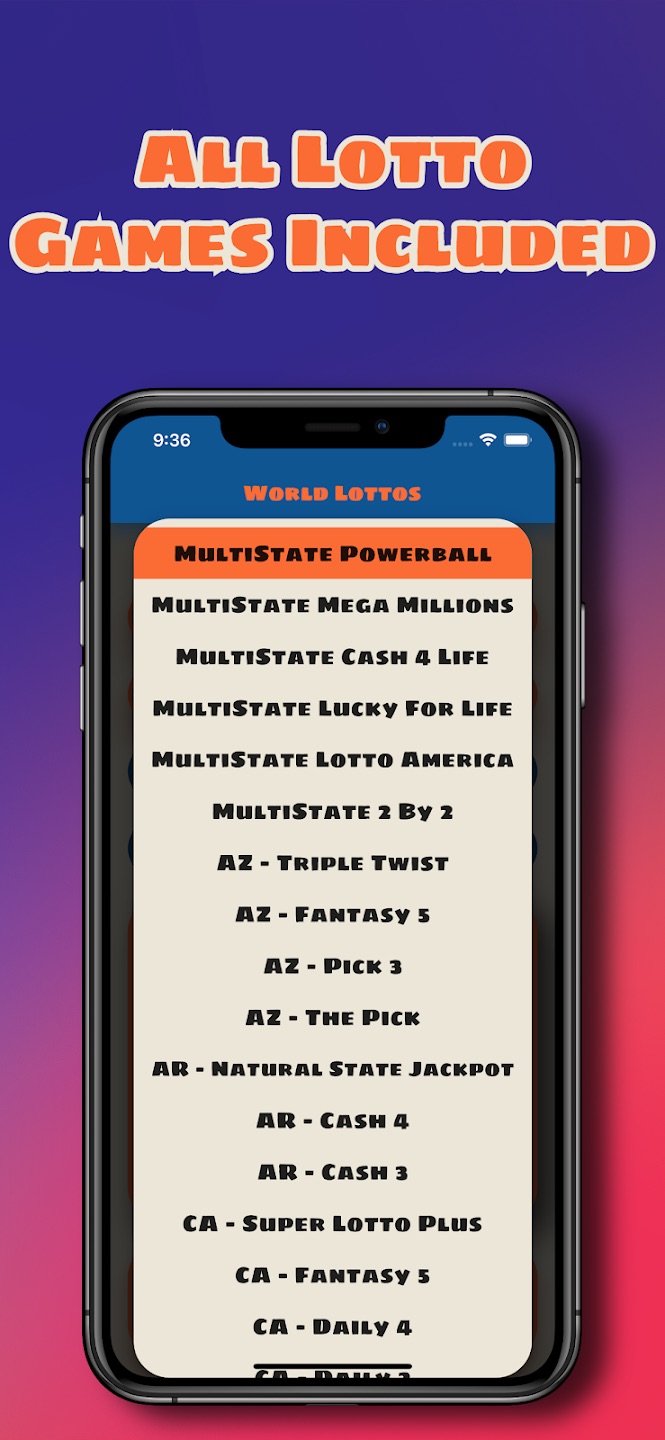 All Lotto
Games Included
9:36
World Lottos
MultiState Powerball
MultiState Mega Millions
MultiState Cash 4 Life
MultiState Lucky For Life
MultiState Lotto America
MultiState 2 By 2
AZ - Triple Twist
AZ - Fantasy 5
AZ - Pick 3
AZ - The Pick
AR - Natural State Jackpot
AR - Cash 4
AR - Cash 3
CA - Super Lotto Plus
CA - Fantasy 5
CA - Daily 4
CA - Daily 3